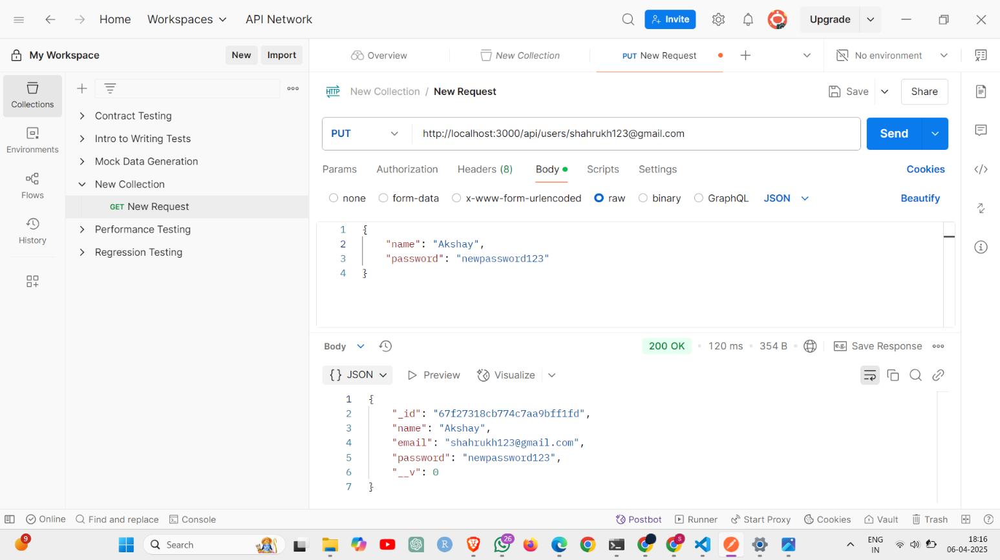 Home Workspaces API Network Invite Upgrade
My Workspace New Import Overview New Collection PUT New Request No environment
Collections
Environments
Flows
History
Contract Testing
Intro to Writing Tests
Mock Data Generation
New Collection
GET New Request
Performance Testing
Regression Testing
HTTP New Collection / New Request Save Share
PUT http://localhost:3000/api/users/shahrukh123@gmail.com Send
Params Authorization Headers (8) Body Scripts Settings Cookies
none form-data x-www-form-urlencoded raw binary GraphQL JSON Beautify
1 {
2 "name": "Akshay",
3 "password": "newpassword123"
4 }
Body 200 OK • 120 ms • 354 B • e.g. Save Response
{} JSON Preview Visualize
1 {
2 "_id": "67f27318cb774c7aa9bff1fd",
3 "name": "Akshay",
4 "email": "shahrukh123@gmail.com",
5 "password": "newpassword123",
6 "__v": 0
7 }
Online Find and replace Console Postbot Runner Start Proxy Cookies Vault Trash
9 Search R 26 S ENG 18:16
IN 06-04-2025